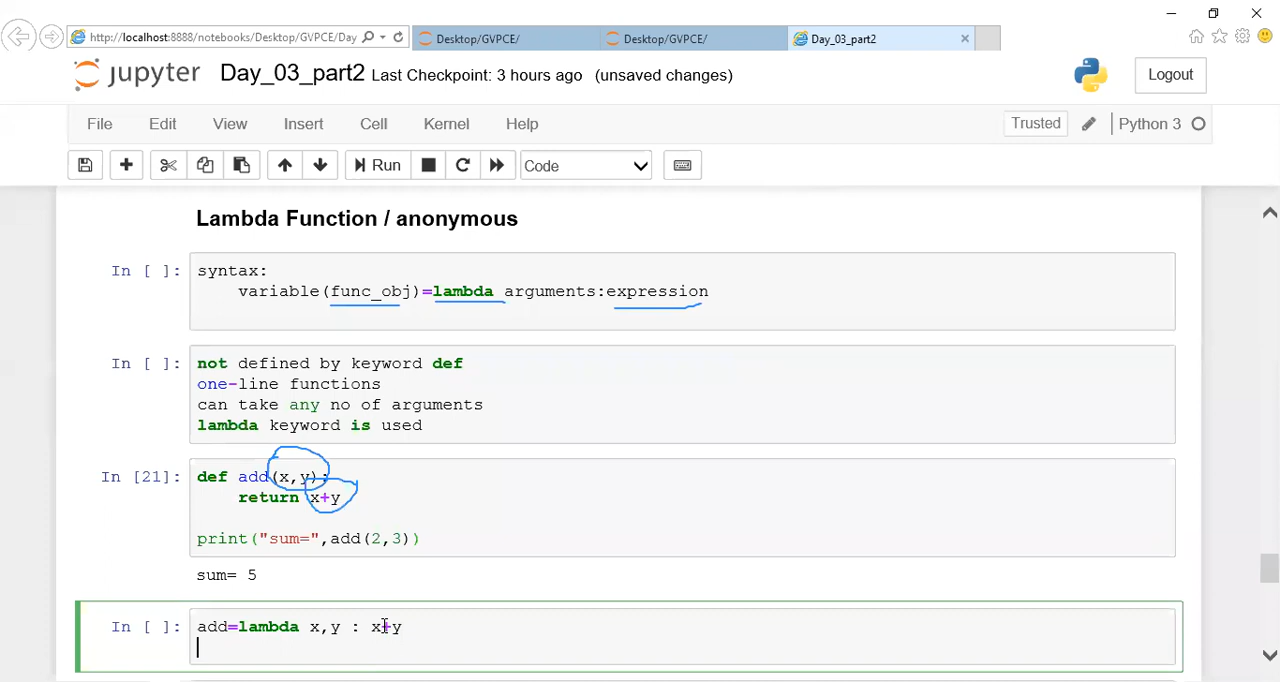 http://localhost:8888/notebooks/Desktop/GVPCE/Day
Desktop/GVPCE/
Desktop/GVPCE/
Day_03_part2
jupyter Day_03_part2 Last Checkpoint: 3 hours ago (unsaved changes)
Logout
File Edit View Insert Cell Kernel Help
Trusted
Python 3
Run
Code
Lambda Function / anonymous
In [ ]: syntax:
variable(func_obj)=lambda arguments:expression
In [ ]: not defined by keyword def
one-line functions
can take any no of arguments
lambda keyword is used
In [21]: def add(x,y):
return x+y
print("sum=",add(2,3))
sum= 5
In [ ]: add=lambda x,y : x+y